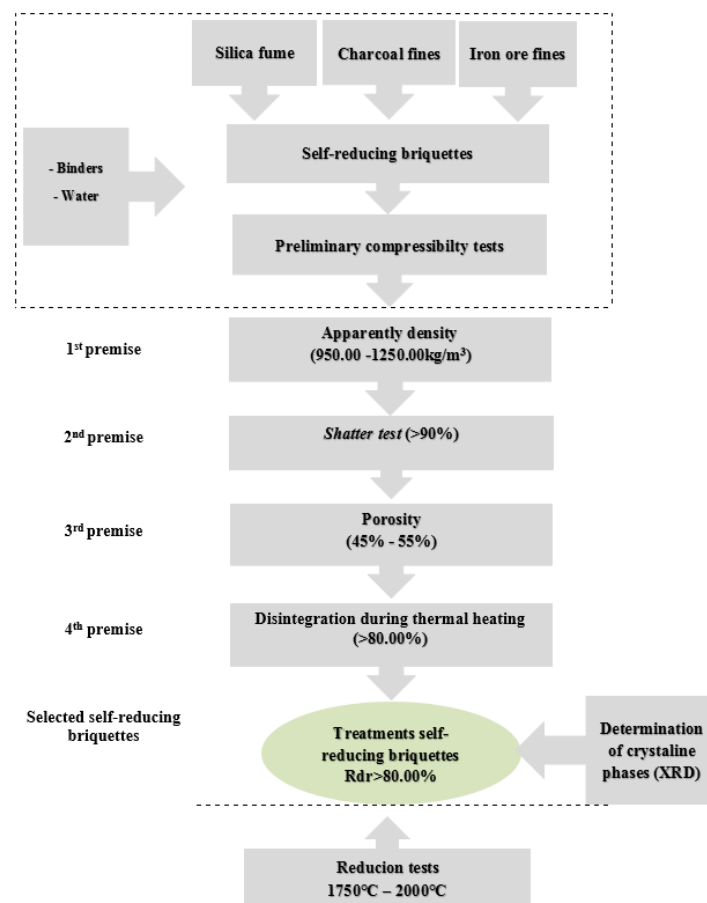 Silica fume
Charcoal fines
Iron ore fines
- Binders
- Water
Self-reducing briquettes
Preliminary compressibilty tests
1st premise
Apparently density
(950.00 -1250.00kg/m³)
2nd premise
Shatter test (>90%)
3rd premise
Porosity
(45% - 55%)
4th premise
Disintegration during thermal heating
(>80.00%)
Selected self-reducing
briquettes
Treatments self-
reducing briquettes
Rdr>80.00%
Determination
of crystaline
phases (XRD)
Reducion tests
1750°C – 2000°C